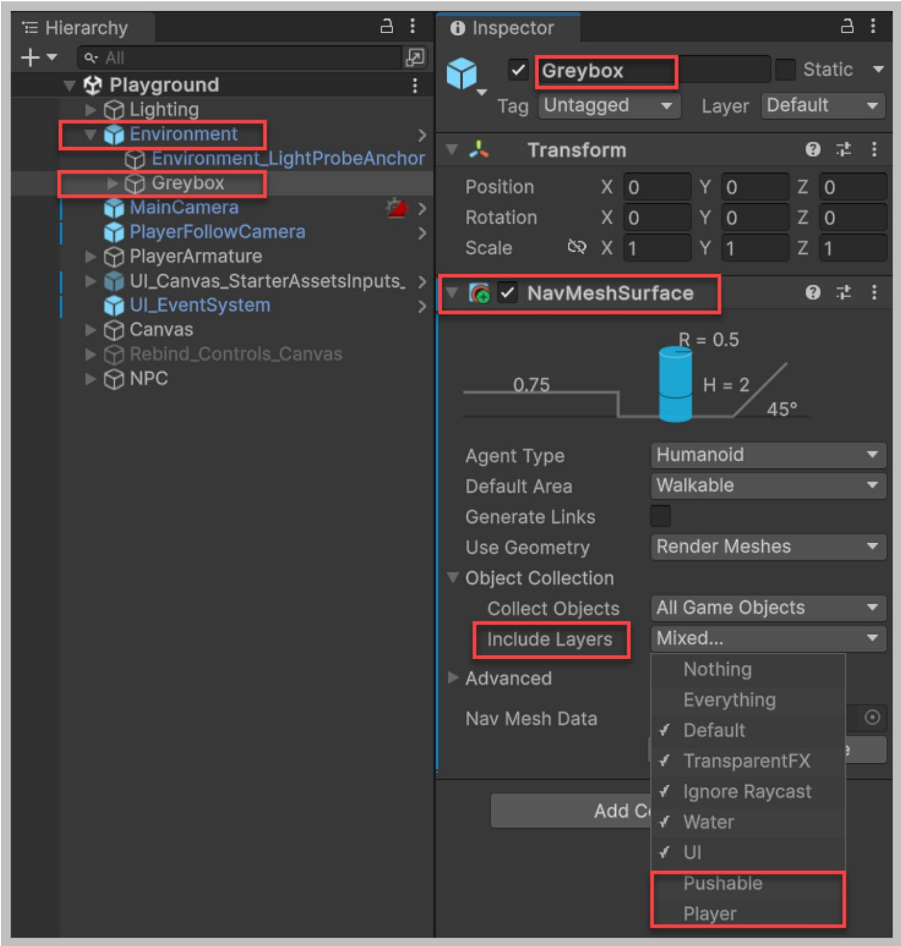 Hierarchy
All
Playground
Lighting
Environment
Environment_LightProbeAnchor
Greybox
MainCamera
PlayerFollowCamera
PlayerArmature
UI_Canvas_StarterAssetsInputs_
UI_EventSystem
Canvas
Rebind_Controls_Canvas
NPC
Inspector
Greybox
Static
Tag Untagged Layer Default
Transform
Position X 0 Y 0 Z 0
Rotation X 0 Y 0 Z 0
Scale X 1 Y 1 Z 1
NavMeshSurface
R = 0.5
0.75
H = 2
45°
Agent Type Humanoid
Default Area Walkable
Generate Links
Use Geometry Render Meshes
Object Collection
Collect Objects All Game Objects
Include Layers Mixed...
Nothing
Everything
Advanced
Nav Mesh Data
Default
TransparentFX
Ignore Raycast
Add Co
Water
UI
Pushable
Player